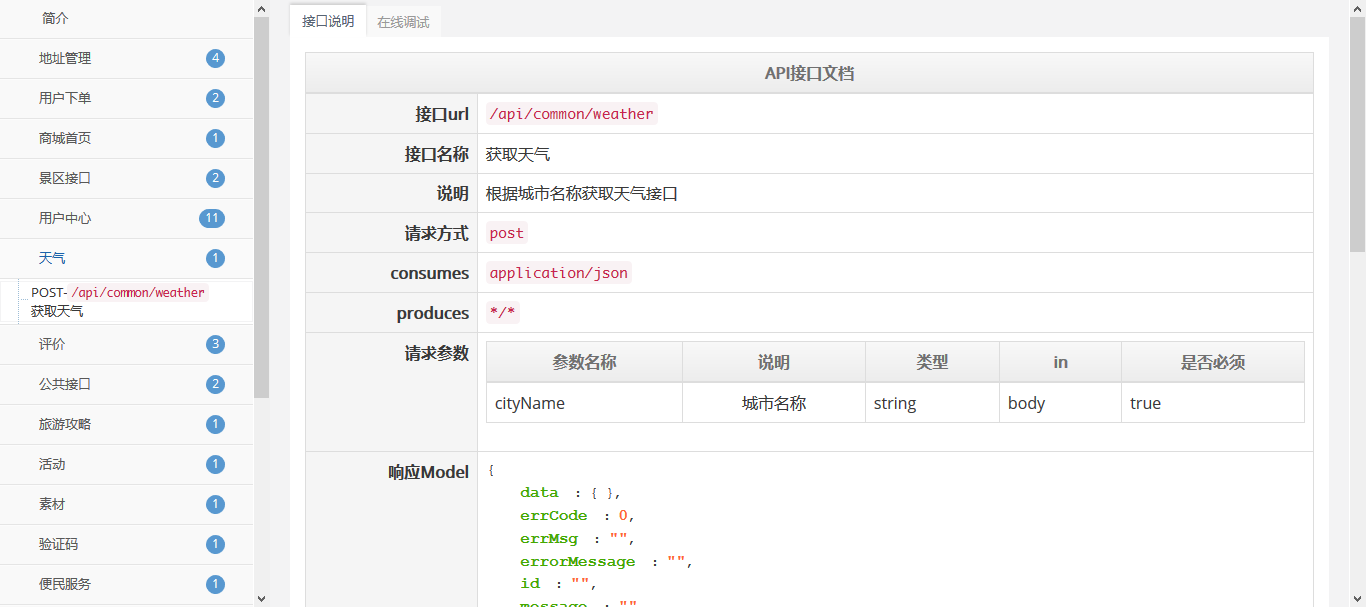 简介
地址管理 4
用户下单 2
商城首页 1
景区接口 2
用户中心 11
天气 1
POST-/api/common/weather
获取天气
评价 3
公共接口 2
旅游攻略 1
活动 1
素材 1
验证码 1
便民服务 1
接口说明 在线调试
API接口文档
接口url /api/common/weather
接口名称 获取天气
说明 根据城市名称获取天气接口
请求方式 post
consumes application/json
produces */*
请求参数 参数名称 说明 类型 in 是否必须
cityName 城市名称 string body true
响应Model {
data : { },
errCode : 0,
errMsg : "",
errorMessage : "",
id : "",
message : ""